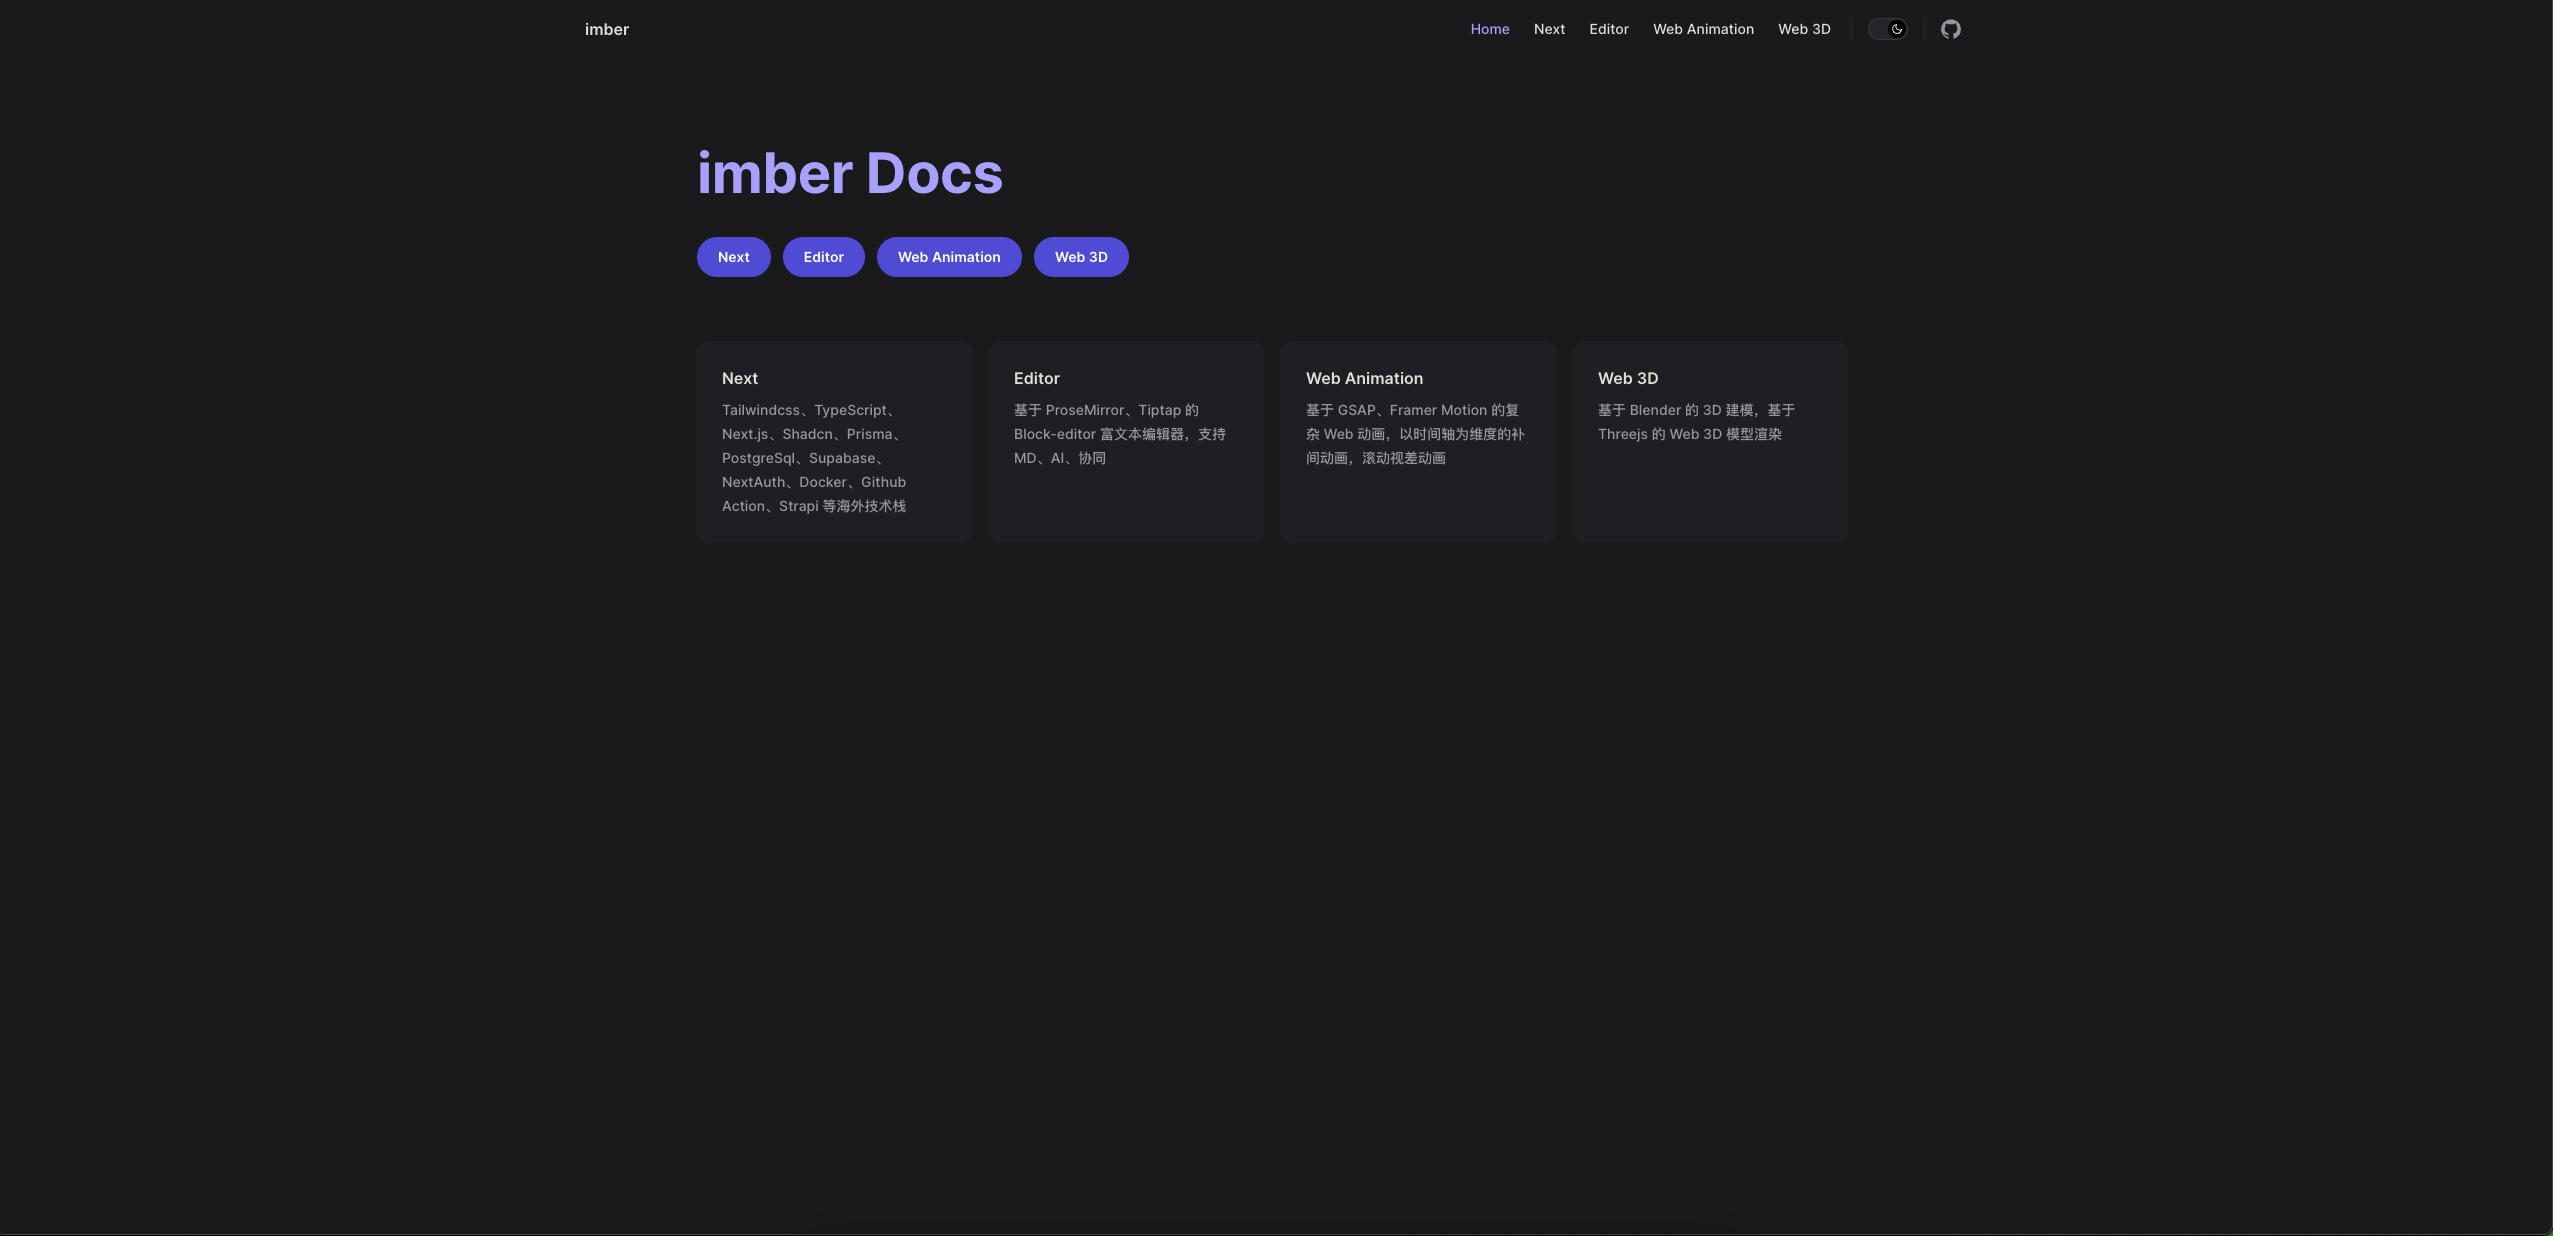 imber
Home
Next
Editor
Web Animation
Web 3D
imber Docs
Next
Editor
Web Animation
Web 3D
Next
Tailwindcss、TypeScript、
Next.js、Shadcn、Prisma、
PostgreSql、Supabase、
NextAuth、Docker、Github
Action、Strapi 等海外技术栈
Editor
基于 ProseMirror、Tiptap 的
Block-editor 富文本编辑器，支持
MD、AI、协同
Web Animation
基于 GSAP、Framer Motion 的复
杂 Web 动画，以时间轴为维度的补
间动画，滚动视差动画
Web 3D
基于 Blender 的 3D 建模，基于
Threejs 的 Web 3D 模型渲染